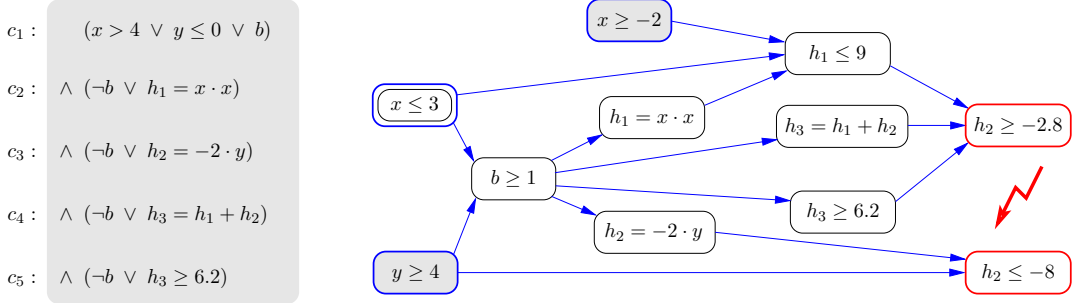 c₁ : (x > 4 ∨ y ≤ 0 ∨ b)
c₂ : ∧ (¬b ∨ h₁ = x · x)
c₃ : ∧ (¬b ∨ h₂ = −2 · y)
c₄ : ∧ (¬b ∨ h₃ = h₁ + h₂)
c₅ : ∧ (¬b ∨ h₃ ≥ 6.2)
x ≥ −2
h₁ ≤ 9
x ≤ 3
h₁ = x · x
h₃ = h₁ + h₂
h₂ ≥ −2.8
b ≥ 1
h₃ ≥ 6.2
h₂ = −2 · y
y ≥ 4
h₂ ≤ −8